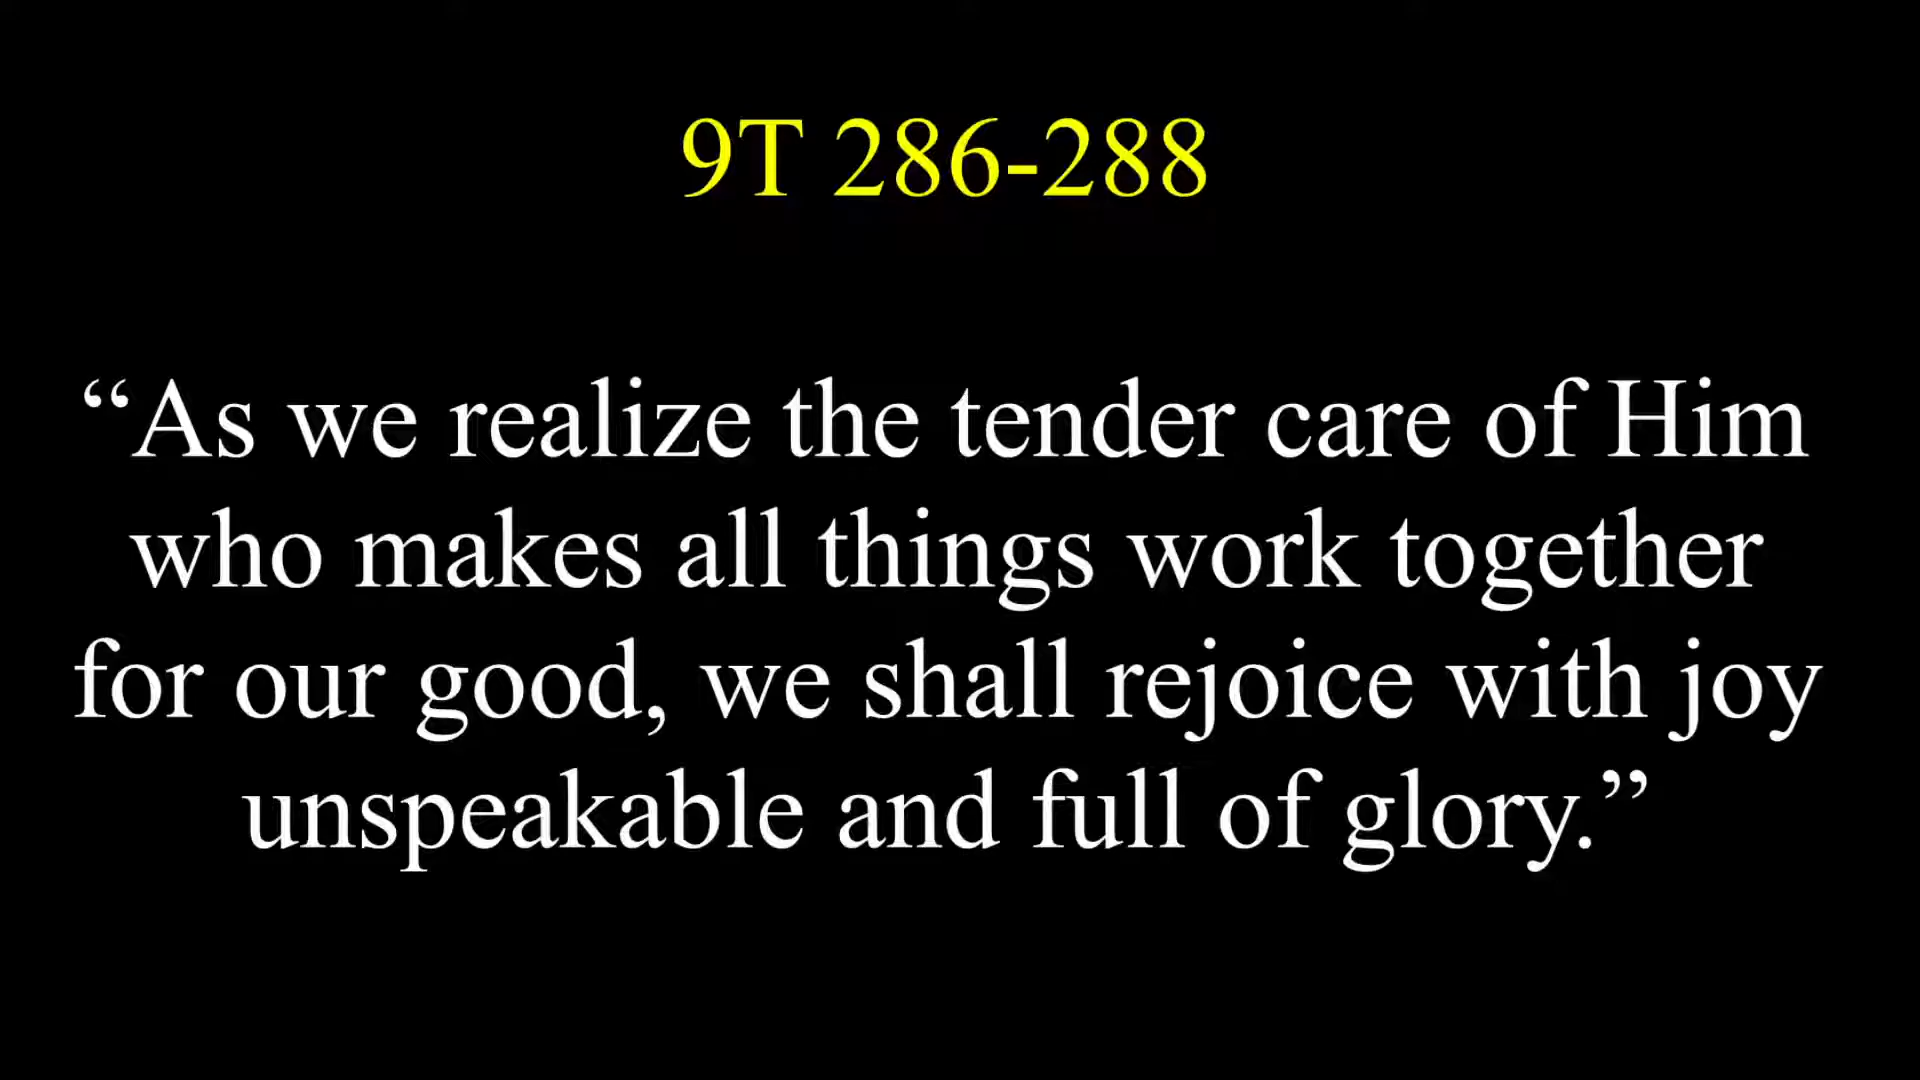 9T 286-288
“As we realize the tender care of Him
who makes all things work together
for our good, we shall rejoice with joy
unspeakable and full of glory.”